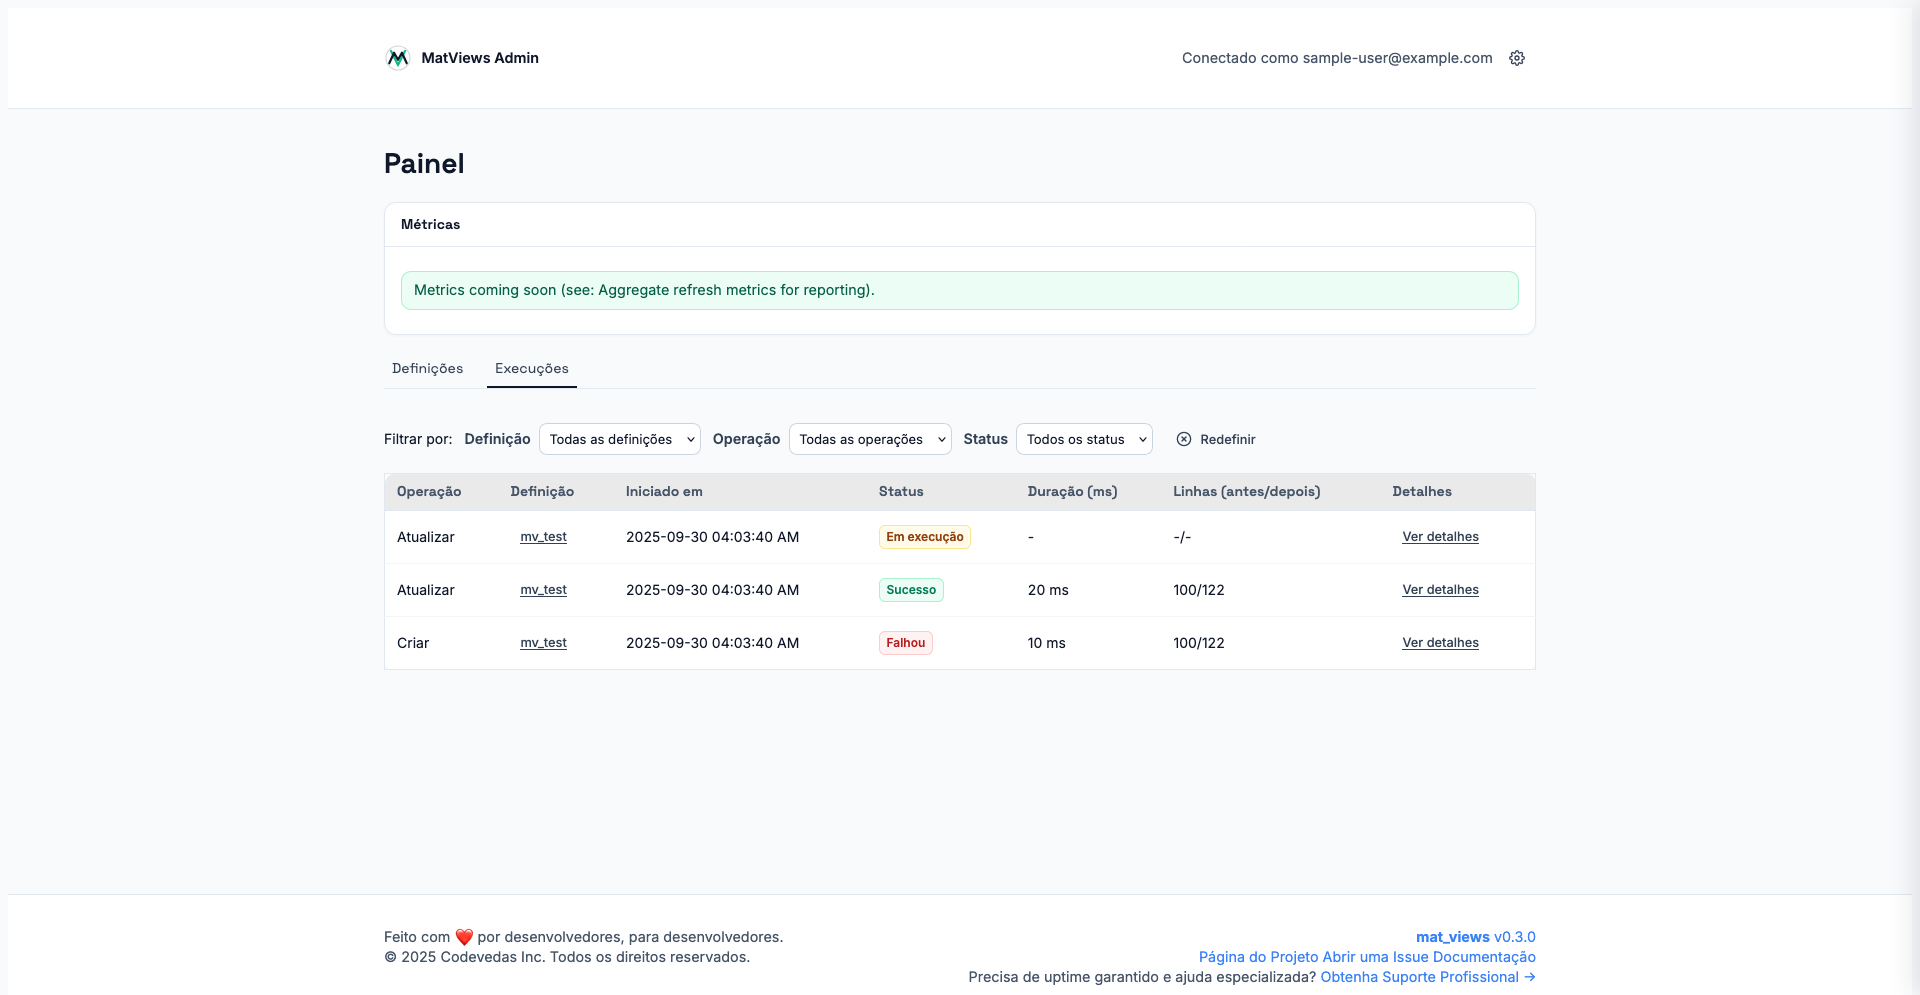 MatViews Admin
Conectado como sample-user@example.com
Painel
Métricas
Metrics coming soon (see: Aggregate refresh metrics for reporting).
Definições Execuções
Filtrar por: Definição Todas as definições Operação Todas as operações Status Todos os status Redefinir
Operação Definição Iniciado em Status Duração (ms) Linhas (antes/depois) Detalhes
Atualizar mv_test 2025-09-30 04:03:40 AM Em execução - -/- Ver detalhes
Atualizar mv_test 2025-09-30 04:03:40 AM Sucesso 20 ms 100/122 Ver detalhes
Criar mv_test 2025-09-30 04:03:40 AM Falhou 10 ms 100/122 Ver detalhes
Feito com ❤️ por desenvolvedores, para desenvolvedores.
© 2025 Codevedas Inc. Todos os direitos reservados.
mat_views v0.3.0
Página do Projeto Abrir uma Issue Documentação
Precisa de uptime garantido e ajuda especializada? Obtenha Suporte Profissional →